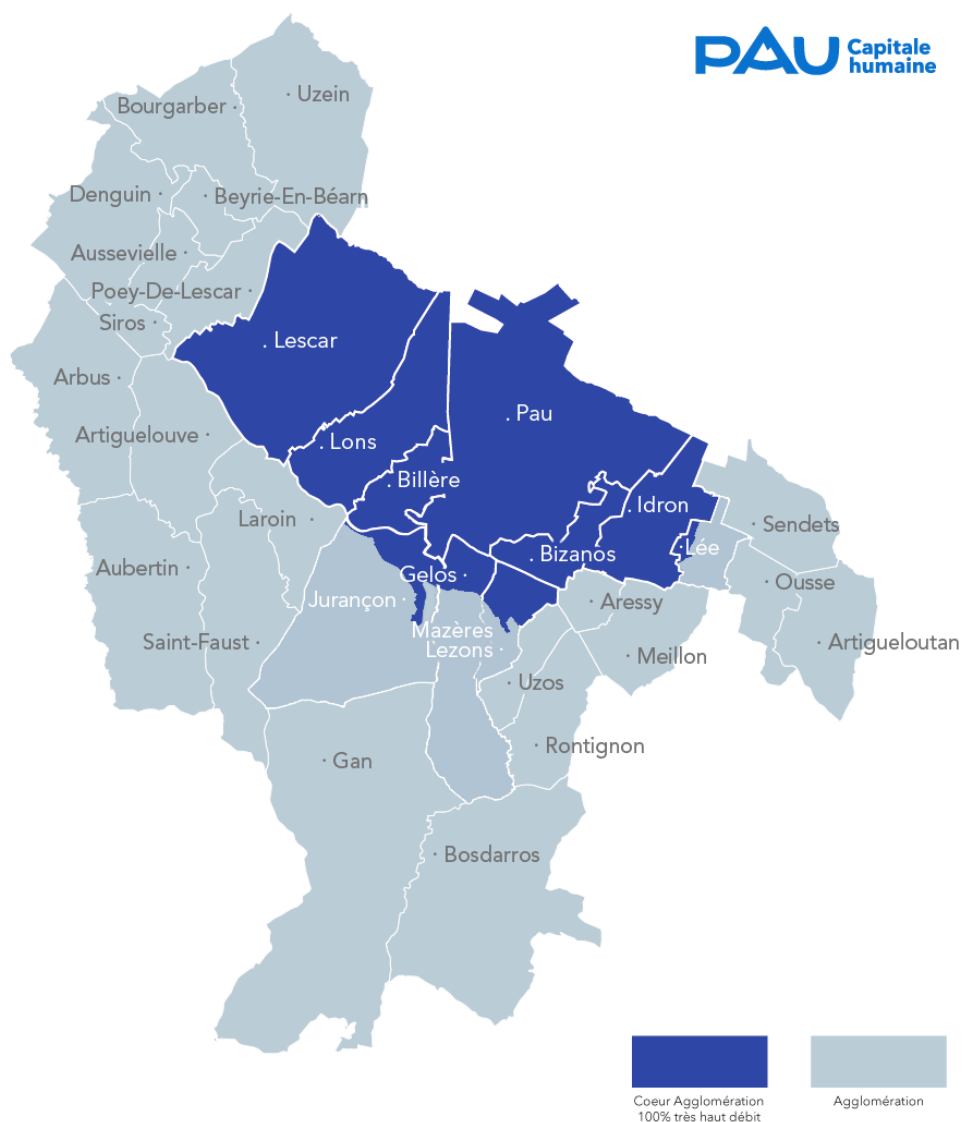 PAU Capitale
humaine
Uzein
Bourgarber
Denguin
Beyrie-En-Béarn
Aussevielle
Poey-De-Lescar
Siros
Lescar
Arbus
Pau
Artiguelouve
Lons
Billère
Idron
Laroin
Sendets
Lée
Bizanos
Aubertin
Gelos
Ousse
Jurançon
Aressy
Mazères
Lezons
Saint-Faust
Artigueloutan
Meillon
Uzos
Rontignon
Gan
Bosdarros
Coeur Agglomération
100% très haut débit
Agglomération